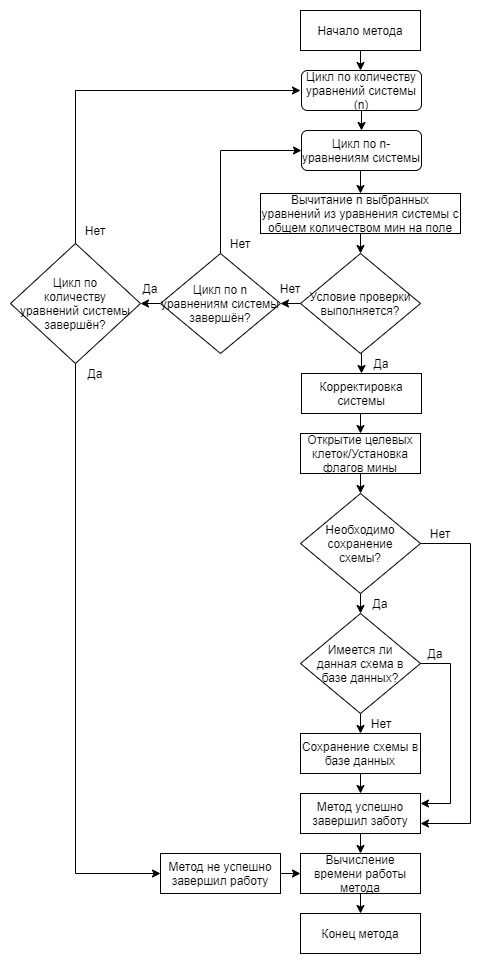 Начало метода
Цикл по количеству
уравнений системы
(n)
Цикл по n-
уравнениям системы
Вычитание n выбранных
уравнений из уравнения системы с
общем количеством мин на поле
Нет
Нет
Да
Нет
Цикл по
количеству
уравнений системы
завершён?
Цикл по n
уравнениям системы
завершён?
Условие проверки
выполняется?
Да
Да
Корректировка
системы
Открытие целевых
клеток/Установка
флагов мины
Необходимо
сохранение
схемы?
Нет
Да
Имеется ли
данная схема в
базе данных?
Да
Нет
Сохранение схемы в
базе данных
Метод успешно
завершил заботу
Метод не успешно
завершил работу
Вычисление
времени работы
метода
Конец метода